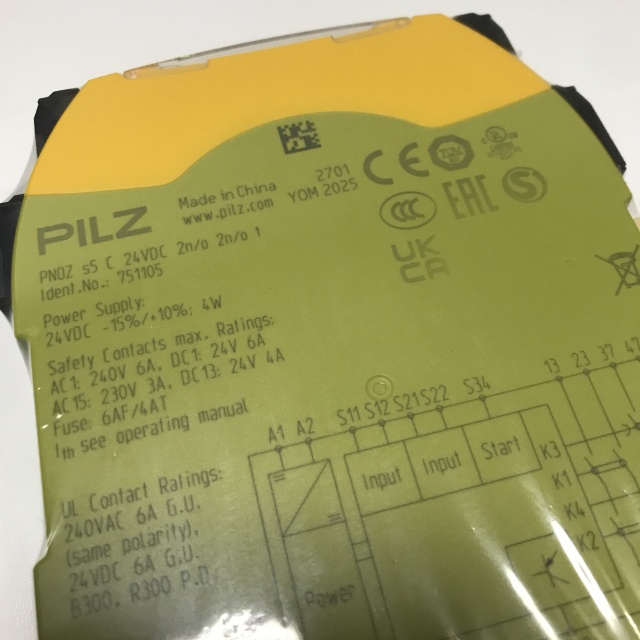 2701
Made in China
www.pilz.com YOM 2025
PILZ
CE
TÜV
CCC
EAC
UK
CA
PNOZ s5 C 24VDC 2n/o 2n/o t
Ident.No.: 751105
Power Supply:
24VDC -15%/+10%: 4W
Safety Contacts max. Ratings:
AC1: 240V 6A, DC1: 24V 6A
AC15: 230V 3A, DC13: 24V 4A
Fuse: 6AF/4AT
Ith see operating manual
UL Contact Ratings:
240VAC 6A G.U.
(same polarity),
24VDC 6A G.U.
B300, R300 P.D.
A1 A2 S11 S12 S21 S22 S34 13 23 37 47
Input Input Start
K3
K1
K4
K2
Power